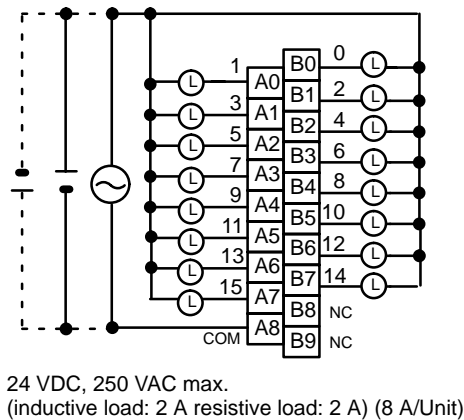 B0 0 L
1 L A0
B1 2 L
3 L A1
B2 4 L
5 L A2
B3 6 L
7 L A3
B4 8 L
9 L A4
B5 10 L
11 L A5
B6 12 L
13 L A6
B7 14 L
15 L A7
B8 NC
COM A8
B9 NC
24 VDC, 250 VAC max.
(inductive load: 2 A resistive load: 2 A) (8 A/Unit)